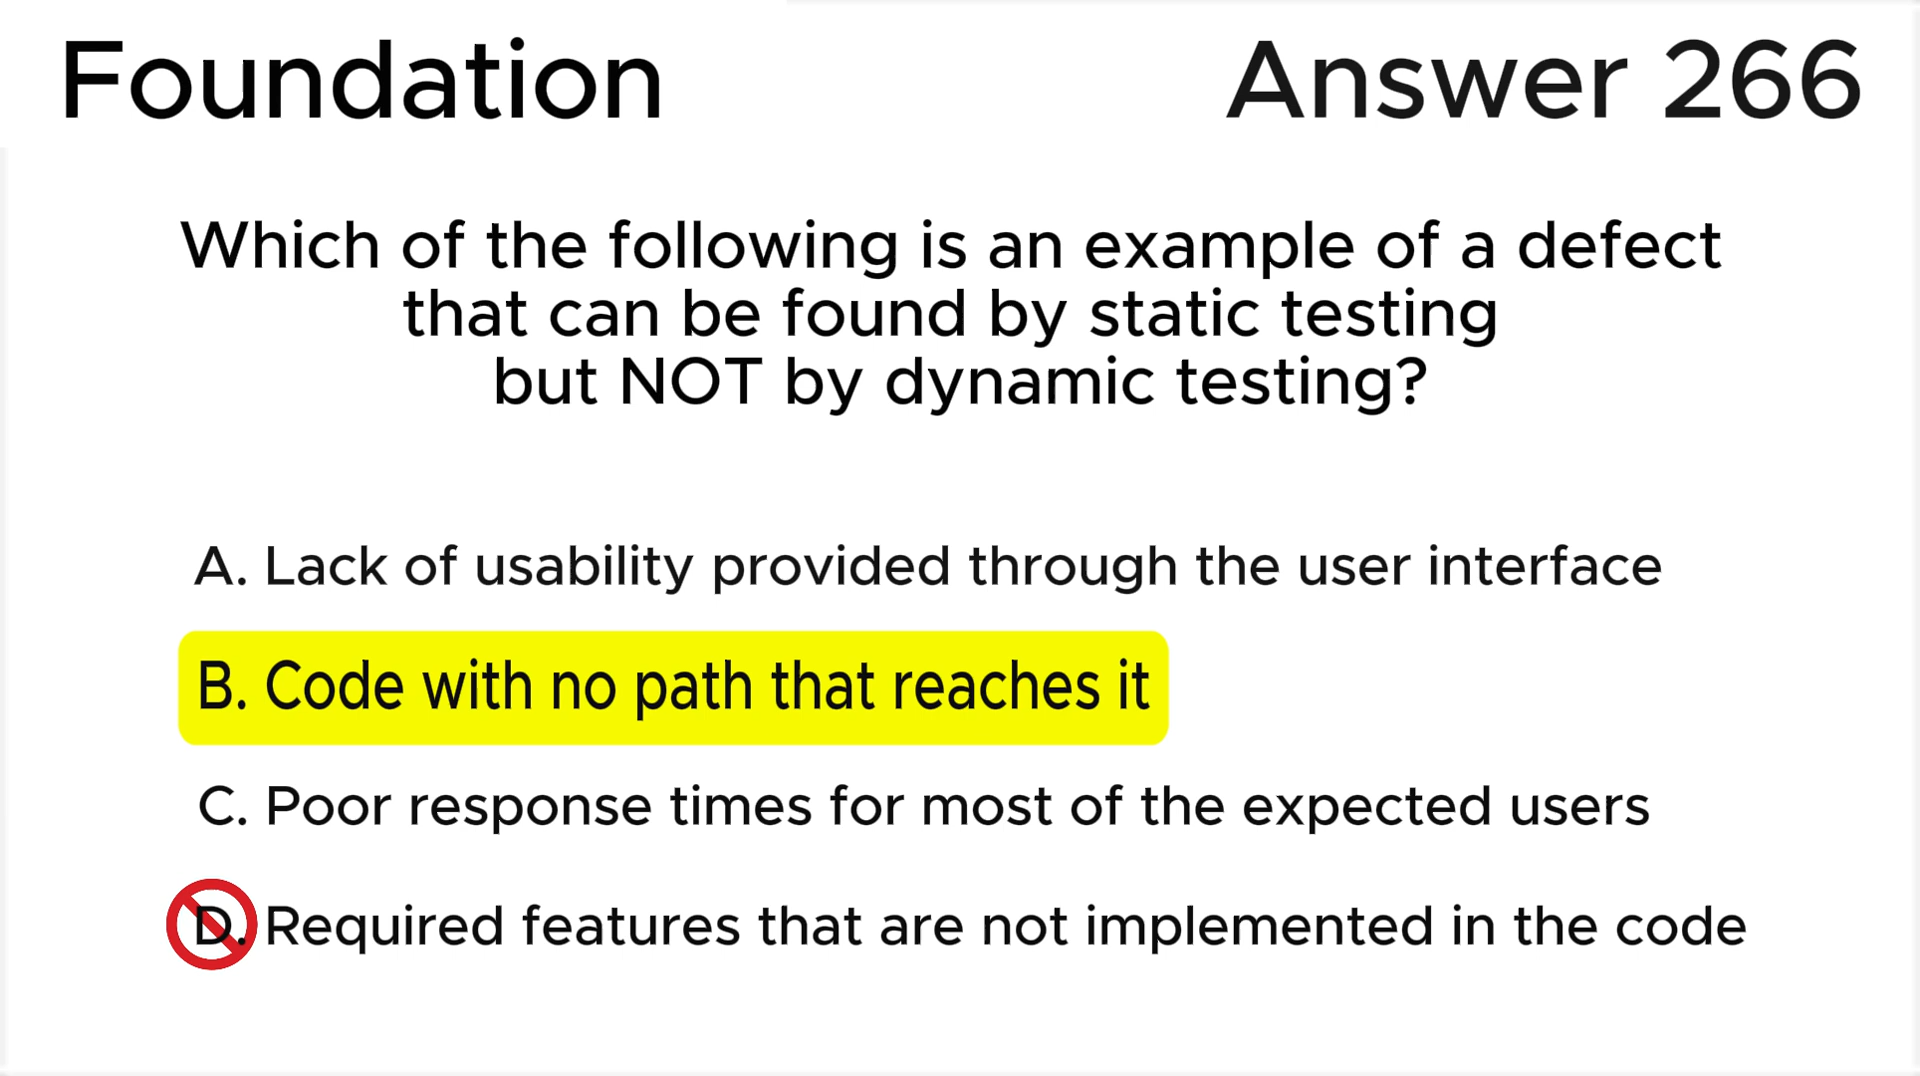 Foundation
Answer 266
Which of the following is an example of a defect
that can be found by static testing
but NOT by dynamic testing?
A. Lack of usability provided through the user interface
B. Code with no path that reaches it
C. Poor response times for most of the expected users
D. Required features that are not implemented in the code